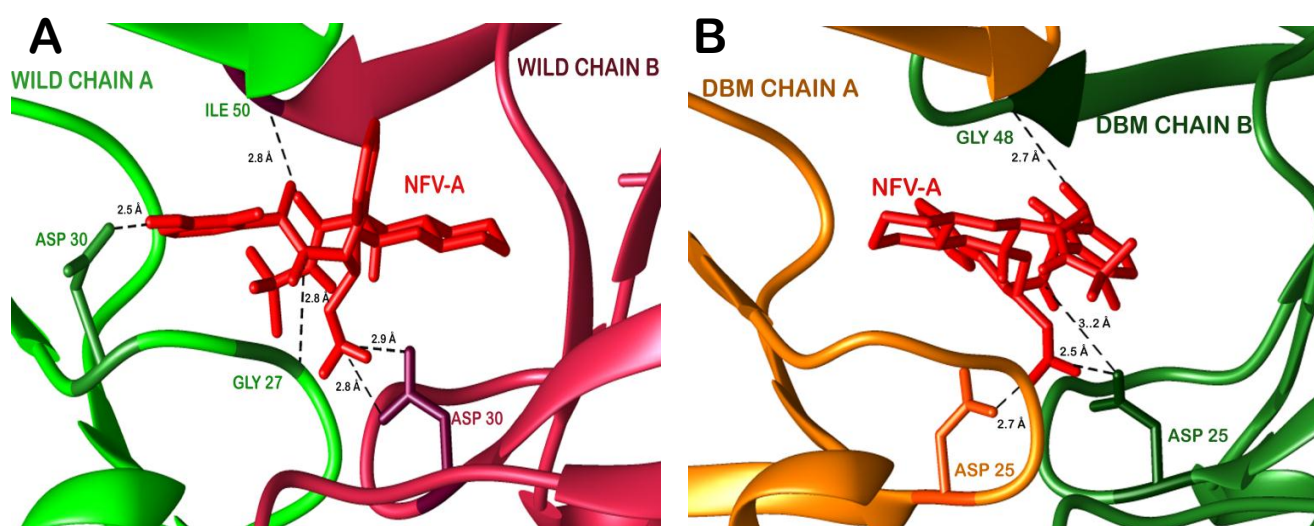 A
WILD CHAIN A
WILD CHAIN B
ILE 50
2.8 Å
NFV-A
2.5 Å
ASP 30
2.8 Å
2.9 Å
GLY 27
2.8 Å
ASP 30
B
DBM CHAIN A
DBM CHAIN B
GLY 48
2.7 Å
NFV-A
3..2 Å
2.5 Å
2.7 Å
ASP 25
ASP 25